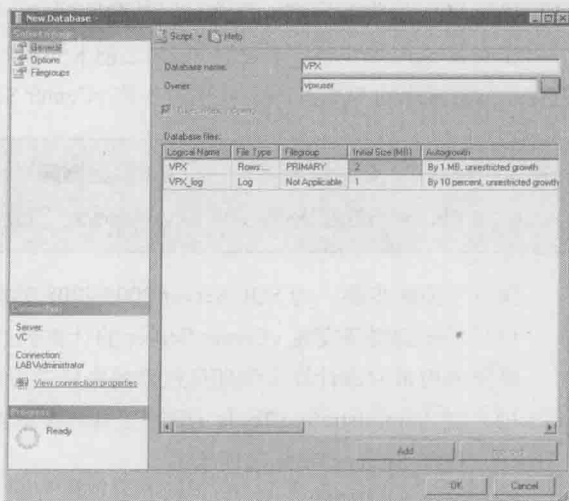 New Database
Select a page
General
Options
Filegroups
Script
Help
Database name:
VPX
Owner:
vpxuser
Database files:
Logical Name File Type Filegroup Initial Size (MB) Autogrowth
VPX Rows... PRIMARY 2 By 1 MB, unrestricted growth
VPX_log Log Not Applicable 1 By 10 percent, unrestricted growth
Connection
Server:
VC
Connection:
LAB\Administrator
View connection properties
Progress
Ready
Add
OK
Cancel